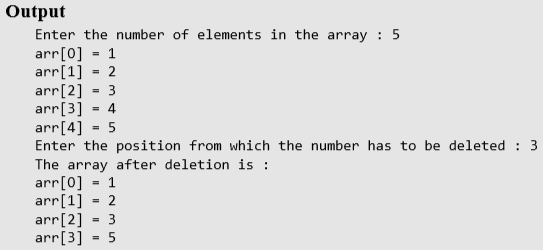 Output
Enter the number of elements in the array : 5
arr[0] = 1
arr[1] = 2
arr[2] = 3
arr[3] = 4
arr[4] = 5
Enter the position from which the number has to be deleted : 3
The array after deletion is :
arr[0] = 1
arr[1] = 2
arr[2] = 3
arr[3] = 5